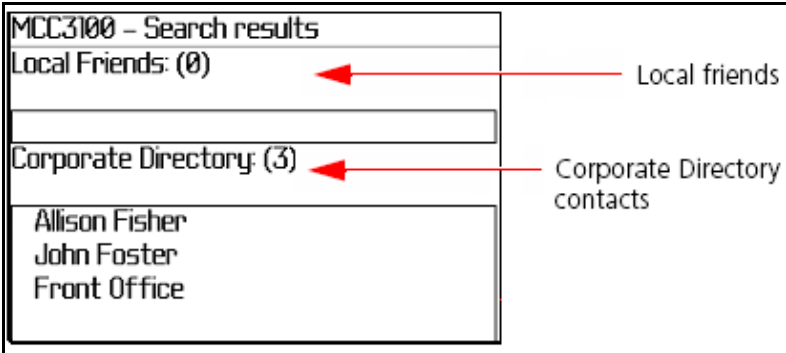 MCC3100 – Search results
Local Friends: (0)
Local friends
Corporate Directory: (3)
Corporate Directory
contacts
Allison Fisher
John Foster
Front Office